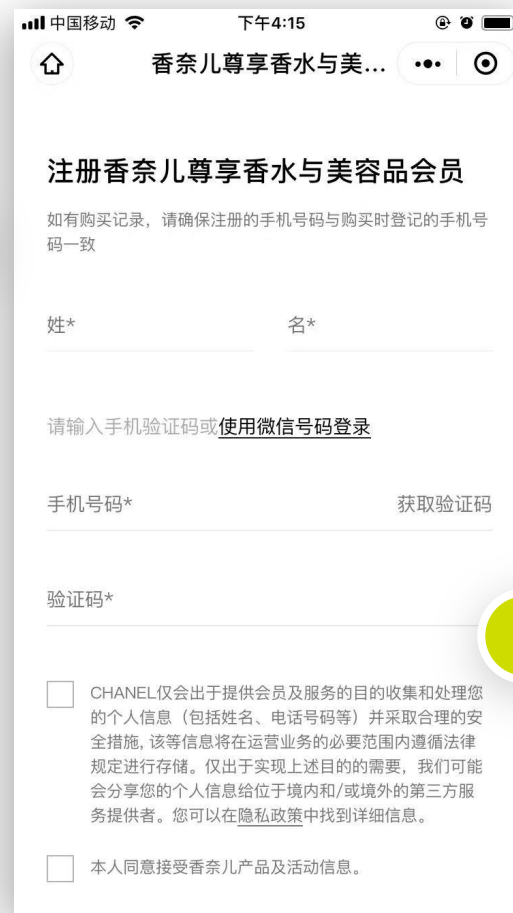 中国移动 下午4:15
香奈儿尊享香水与美...
注册香奈儿尊享香水与美容品会员
如有购买记录，请确保注册的手机号码与购买时登记的手机号
码一致
姓* 名*
请输入手机验证码或使用微信号码登录
手机号码* 获取验证码
验证码*
CHANEL仅会出于提供会员及服务的目的收集和处理您
的个人信息（包括姓名、电话号码等）并采取合理的安
全措施, 该等信息将在运营业务的必要范围内遵循法律
规定进行存储。仅出于实现上述目的的需要，我们可能
会分享您的个人信息给位于境内和/或境外的第三方服
务提供者。您可以在隐私政策中找到详细信息。
本人同意接受香奈儿产品及活动信息。